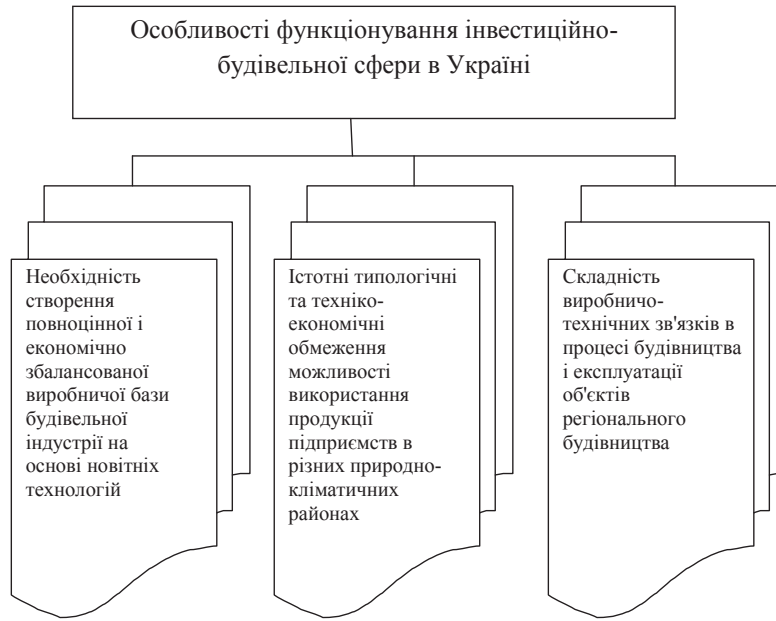 Особливості функціонування інвестиційно-
будівельної сфери в Україні
Необхідність
створення
повноцінної і
економічно
збалансованої
виробничої бази
будівельної
індустрії на
основі новітніх
технологій
Істотні типологічні
та техніко-
економічні
обмеження
можливості
використання
продукції
підприємств в
різних природно-
кліматичних
районах
Складність
виробничо-
технічних зв'язків в
процесі будівництва
і експлуатації
об'єктів
регіонального
будівництва